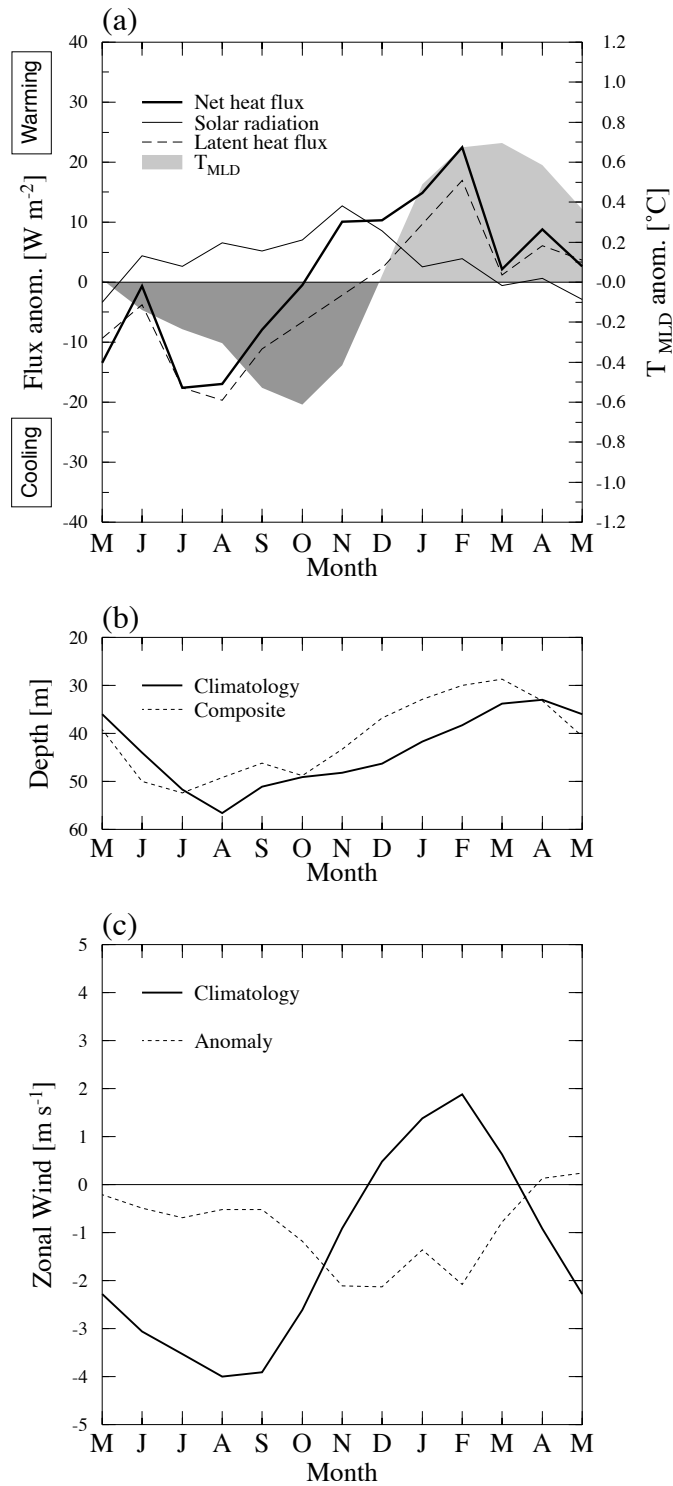 (a)
Warming
Cooling
Flux anom. [W m-2]
40
30
20
10
0
-10
-20
-30
-40
Net heat flux
Solar radiation
Latent heat flux
TMLD
1.2
1.0
0.8
0.6
0.4
0.2
-0.0
-0.2
-0.4
-0.6
-0.8
-1.0
-1.2
T MLD anom. [°C]
M J J A S O N D J F M A M
Month
(b)
Depth [m]
20
30
40
50
60
Climatology
Composite
M J J A S O N D J F M A M
Month
(c)
Zonal Wind [m s-1]
5
4
3
2
1
0
-1
-2
-3
-4
-5
Climatology
Anomaly
M J J A S O N D J F M A M
Month